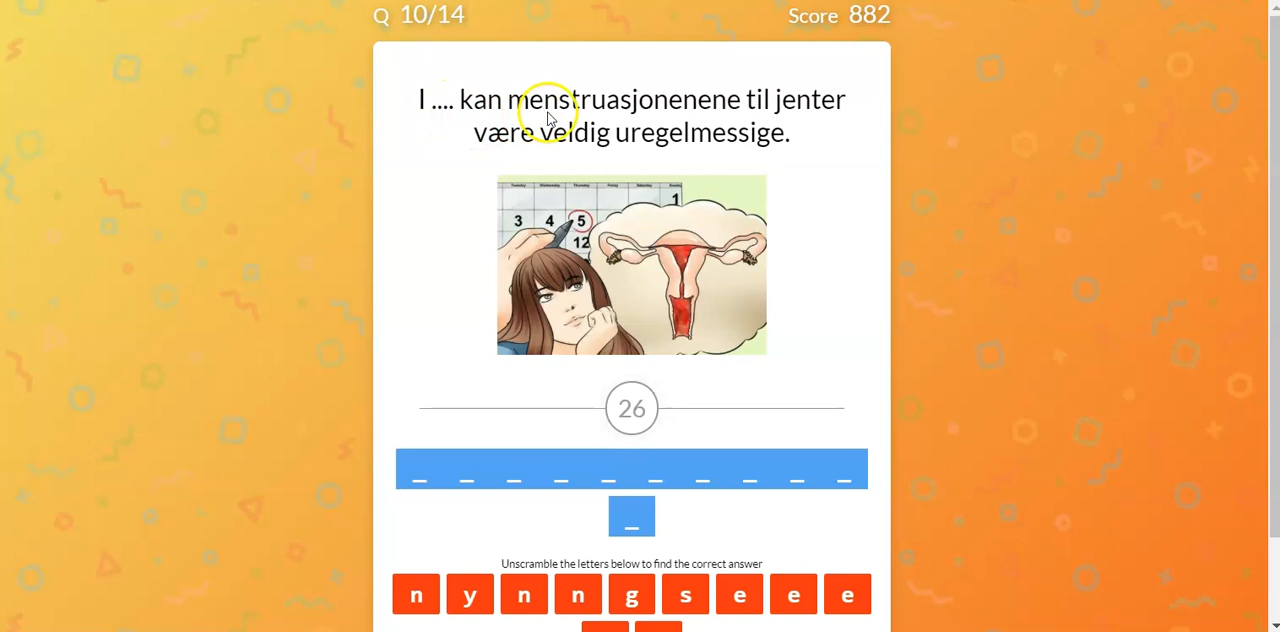 Q 10/14
Score 882
I .... kan menstruasjonenene til jenter
være veldig uregelmessige.
1
3 4 5
12
26
_ _ _ _ _ _ _ _ _ _
_
Unscramble the letters below to find the correct answer
n y n n g s e e e